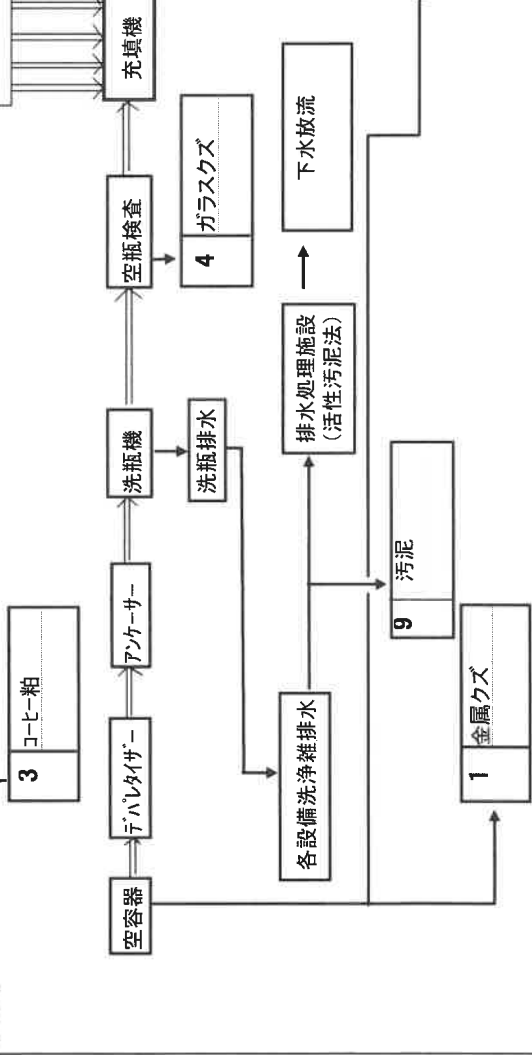 3 コーヒー粕
空容器
デパレタイザー
アンケーサー
洗瓶機
空瓶検査
充填機
洗瓶排水
4 ガラスクズ
各設備洗浄雑排水
排水処理施設
(活性汚泥法)
下水放流
9 汚泥
1 金属クズ